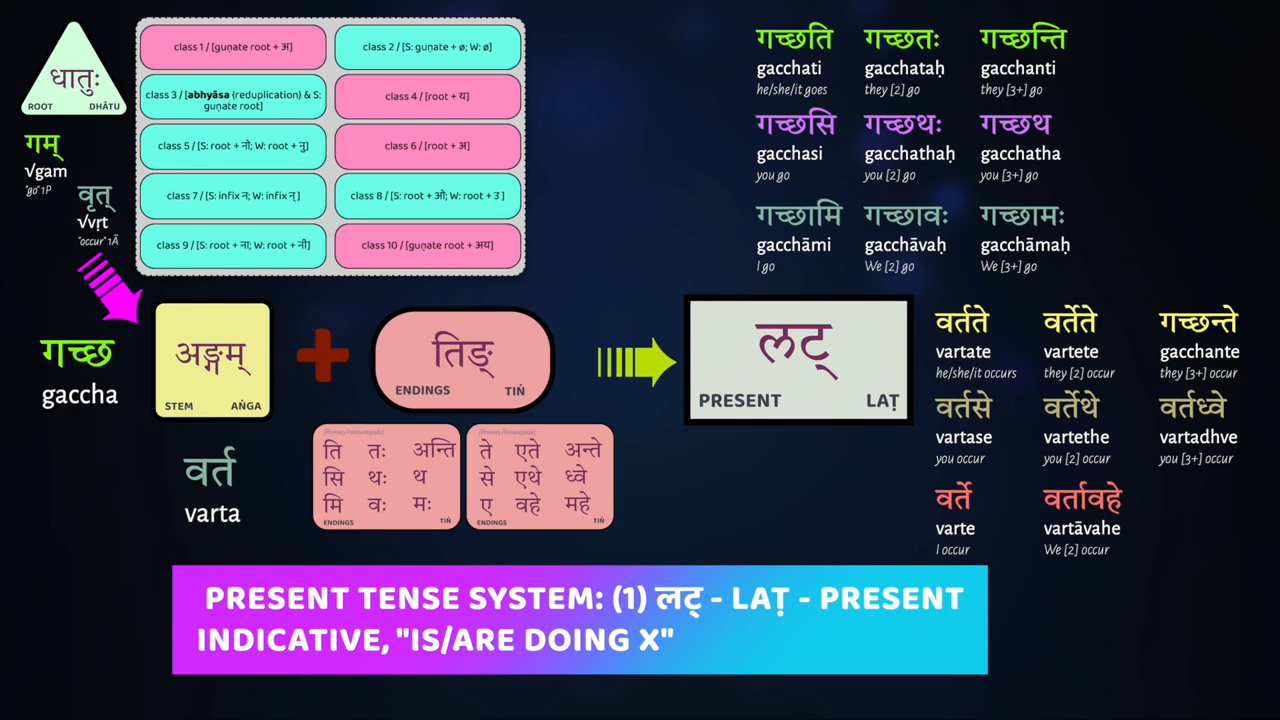 धातुः
ROOT DHĀTU
गम्
√gam
"go" 1P
वृत्
√vṛt
"occur" 1Ā
class 1 / [guṇate root + अ]
class 2 / [S: guṇate + ø; W: ø]
class 3 / [abhyāsa {reduplication} & S: guṇate root]
class 4 / [root + य]
class 5 / [S: root + नो; W: root + नु]
class 6 / [root + अ]
class 7 / [S: infix न; W: infix न्]
class 8 / [S: root + ओ; W: root + उ ]
class 9 / [S: root + ना; W: root + नी]
class 10 / [guṇate root + अय]
गच्छति गच्छतः गच्छन्ति
gacchati gacchataḥ gacchanti
he/she/it goes they [2] go they [3+] go
गच्छसि गच्छथः गच्छथ
gacchasi gacchathaḥ gacchatha
you go you [2] go you [3+] go
गच्छामि गच्छावः गच्छामः
gacchāmi gacchāvaḥ gacchāmaḥ
I go We [2] go We [3+] go
गच्छ
gaccha
अङ्गम्
STEM AṄGA
तिङ्
ENDINGS TIṄ
लट्
PRESENT LAṬ
वर्त
varta
[Primary Parasmaipada]
ति तः अन्ति
सि थः थ
मि वः मः
ENDINGS TIṄ
[Primary Ātmanepada]
ते एते अन्ते
से एथे ध्वे
ए वहे महे
ENDINGS TIṄ
वर्तते वर्तेते गच्छन्ते
vartate vartete gacchante
he/she/it occurs they [2] occur they [3+] occur
वर्तसे वर्तेथे वर्तध्वे
vartase vartethe vartadhve
you occur you [2] occur you [3+] occur
वर्ते वर्तावहे
varte vartāvahe
I occur We [2] occur
PRESENT TENSE SYSTEM: (1) लट् - LAṬ - PRESENT
INDICATIVE, "IS/ARE DOING X"